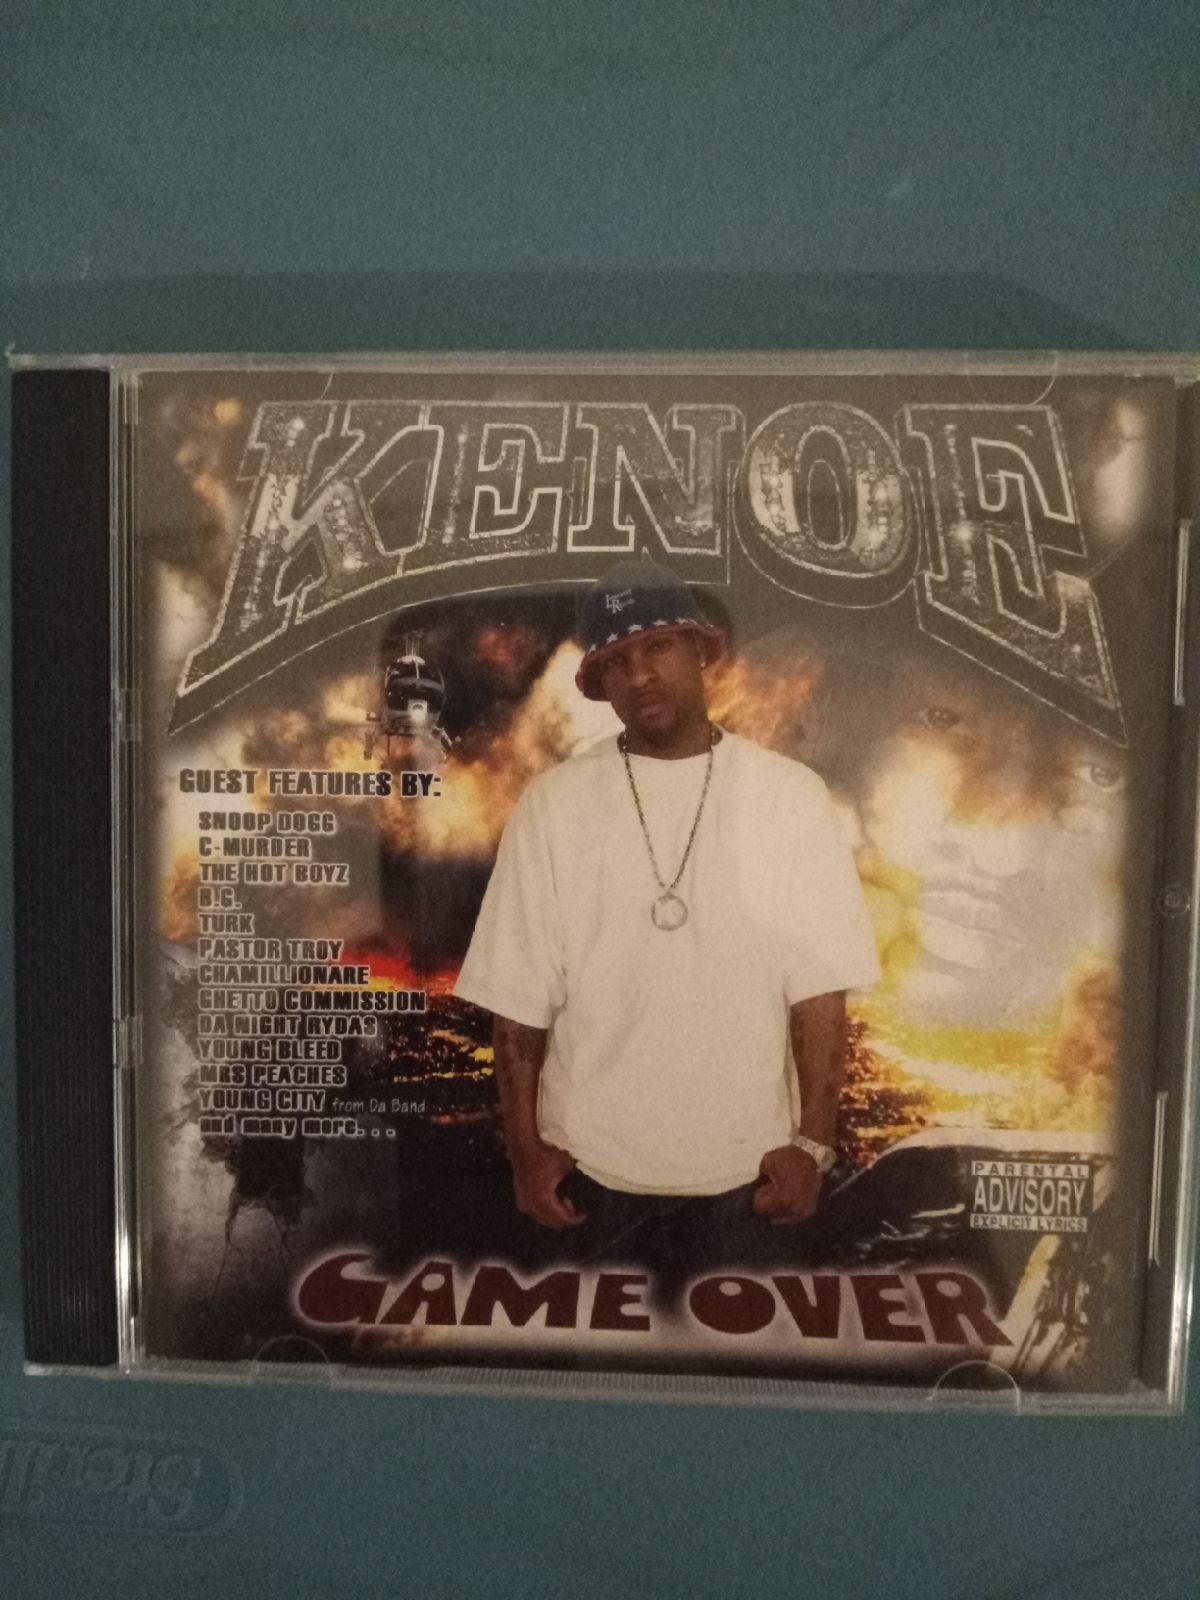 KENOE
LR
GUEST FEATURES BY:
SNOOP DOGG
C-MURDER
THE HOT BOYZ
B.G.
TURK
PASTOR TROY
CHAMILLIONARE
GHETTO COMMISSION
DA NIGHT RYDAS
YOUNG BLEED
MRS PEACHES
YOUNG CITY from Da Band
and many more...
PARENTAL
ADVISORY
EXPLICIT LYRICS
GAME OVER